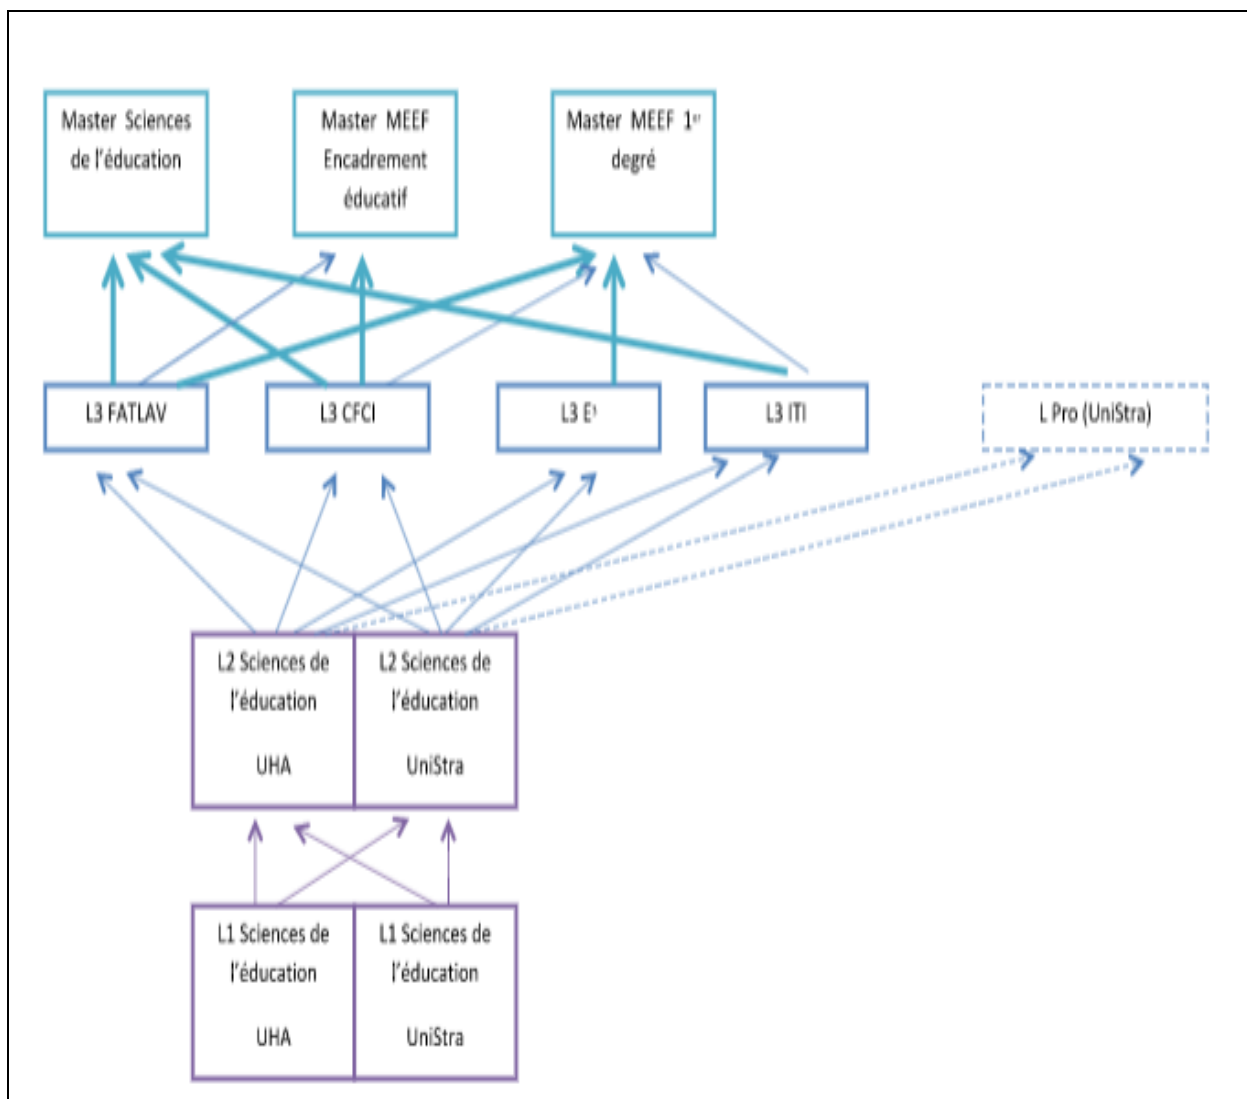 Master Sciences
de l'éducation
Master MEEF
Encadrement
éducatif
Master MEEF 1er
degré
L3 FATLAV
L3 CFCI
L3
L3 ITI
L Pro (UniStra)
L2 Sciences de
l'éducation
UHA
L2 Sciences de
l'éducation
UniStra
L1 Sciences de
l'éducation
UHA
L1 Sciences de
l'éducation
UniStra